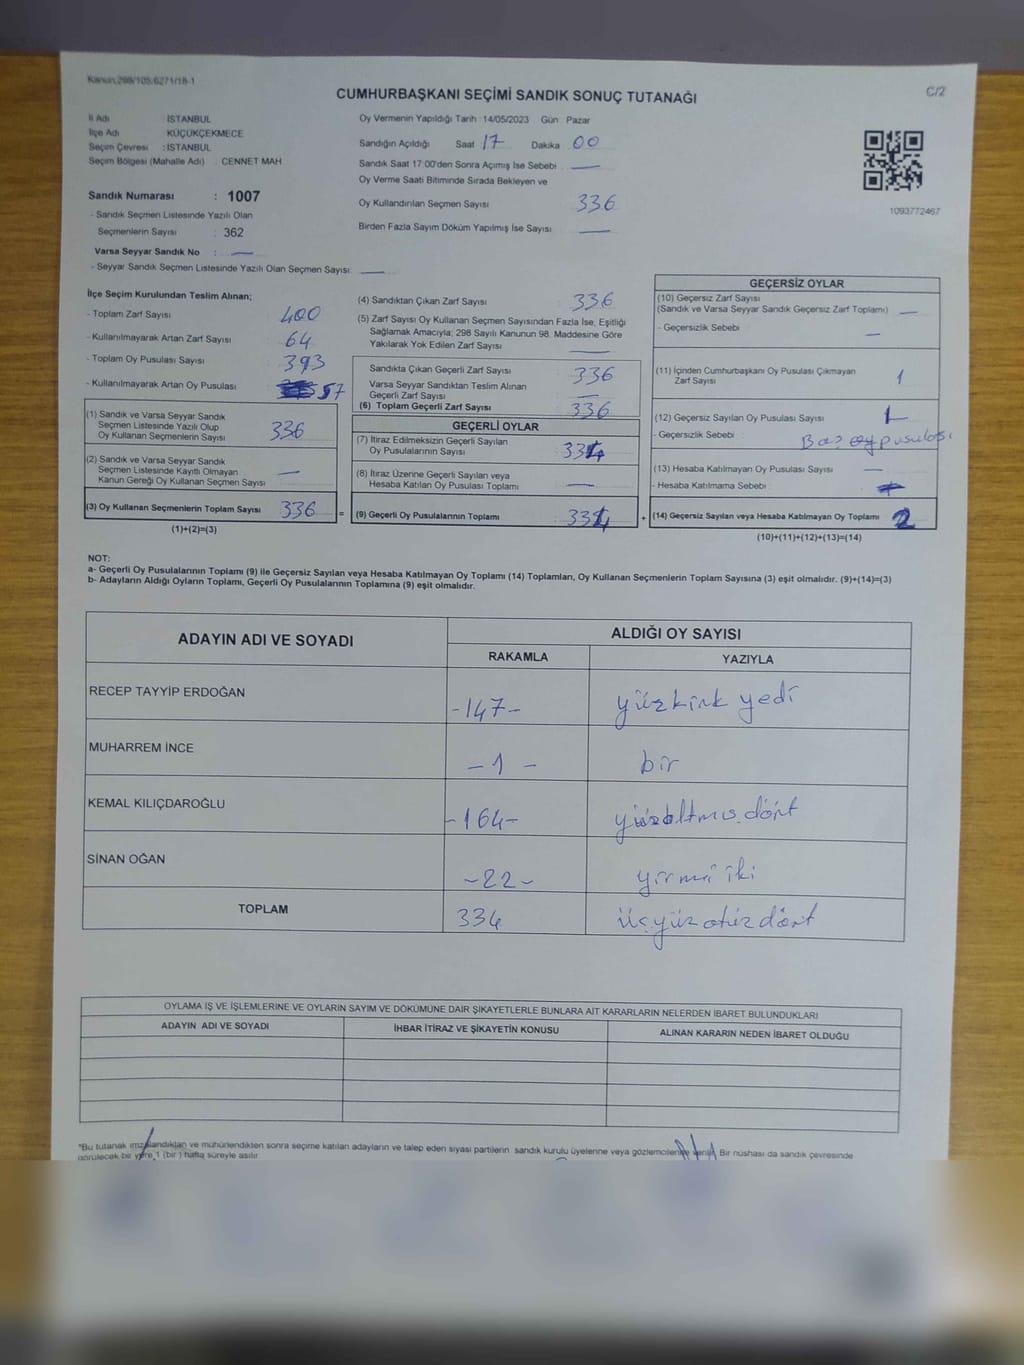 Kanun:298/105;6271/18-1
CUMHURBAŞKANI SEÇİMİ SANDIK SONUÇ TUTANAĞI
C/2
İl Adı : İSTANBUL
İlçe Adı : KÜÇÜKÇEKMECE
Seçim Çevresi : İSTANBUL
Seçim Bölgesi (Mahalle Adı) : CENNET MAH
Sandık Numarası : 1007
- Sandık Seçmen Listesinde Yazılı Olan
Seçmenlerin Sayısı : 362
Varsa Seyyar Sandık No : —
- Seyyar Sandık Seçmen Listesinde Yazılı Olan Seçmen Sayısı: —
Oy Vermenin Yapıldığı Tarih :14/05/2023 Gün Pazar
Sandığın Açıldığı Saat 17 Dakika 00
Sandık Saat 17:00'den Sonra Açımış İse Sebebi : —
Oy Verme Saati Bitiminde Sırada Bekleyen ve
Oy Kullandırılan Seçmen Sayısı 336
Birden Fazla Sayım Döküm Yapılmış İse Sayısı : —
1093772467
İlçe Seçim Kurulundan Teslim Alınan;
- Toplam Zarf Sayısı : 400
- Kullanılmayarak Artan Zarf Sayısı : 64
- Toplam Oy Pusulası Sayısı : 393
- Kullanılmayarak Artan Oy Pusulası : 57
(1) Sandık ve Varsa Seyyar Sandık
Seçmen Listesinde Yazılı Olup
Oy Kullanan Seçmenlerin Sayısı : 336
(2) Sandık ve Varsa Seyyar Sandık
Seçmen Listesinde Kayıtlı Olmayan
Kanun Gereği Oy Kullanan Seçmen Sayısı : —
(3) Oy Kullanan Seçmenlerin Toplam Sayısı : 336
(1)+(2)=(3)
(4) Sandıktan Çıkan Zarf Sayısı : 336
(5) Zarf Sayısı Oy Kullanan Seçmen Sayısından Fazla İse, Eşitliği
Sağlamak Amacıyla; 298 Sayılı Kanunun 98. Maddesine Göre
Yakılarak Yok Edilen Zarf Sayısı : —
Sandıkta Çıkan Geçerli Zarf Sayısı : 336
Varsa Seyyar Sandıktan Teslim Alınan
Geçerli Zarf Sayısı : —
(6) Toplam Geçerli Zarf Sayısı : 336
GEÇERLİ OYLAR
(7) İtiraz Edilmeksizin Geçerli Sayılan
Oy Pusulalarının Sayısı : 334
(8) İtiraz Üzerine Geçerli Sayılan veya
Hesaba Katılan Oy Pusulası Toplamı : —
= (9) Geçerli Oy Pusulalarının Toplamı : 334
GEÇERSİZ OYLAR
(10) Geçersiz Zarf Sayısı
(Sandık ve Varsa Seyyar Sandık Geçersiz Zarf Toplamı) : —
- Geçersizlik Sebebi : —
(11) İçinden Cumhurbaşkanı Oy Pusulası Çıkmayan
Zarf Sayısı : 1
(12) Geçersiz Sayılan Oy Pusulası Sayısı : 1
- Geçersizlik Sebebi : Boş oy pusulası
(13) Hesaba Katılmayan Oy Pusulası Sayısı : —
- Hesaba Katılmama Sebebi :
+ (14) Geçersiz Sayılan veya Hesaba Katılmayan Oy Toplamı : 2
(10)+(11)+(12)+(13)=(14)
NOT:
a- Geçerli Oy Pusulalarının Toplamı (9) ile Geçersiz Sayılan veya Hesaba Katılmayan Oy Toplamı (14) Toplamları, Oy Kullanan Seçmenlerin Toplam Sayısına (3) eşit olmalıdır. (9)+(14)=(3)
b- Adayların Aldığı Oyların Toplamı, Geçerli Oy Pusulalarının Toplamına (9) eşit olmalıdır.
ADAYIN ADI VE SOYADI ALDIĞI OY SAYISI
RAKAMLA YAZIYLA
RECEP TAYYİP ERDOĞAN -147- yüzkırk yedi
MUHARREM İNCE -1- bir
KEMAL KILIÇDAROĞLU -164- yüzaltmış dört
SİNAN OĞAN -22- yirmi iki
TOPLAM 334 üçyüz otuz dört
OYLAMA İŞ VE İŞLEMLERİNE VE OYLARIN SAYIM VE DÖKÜMÜNE DAİR ŞİKAYETLERLE BUNLARA AİT KARARLARIN NELERDEN İBARET BULUNDUKLARI
ADAYIN ADI VE SOYADI İHBAR İTİRAZ VE ŞİKAYETİN KONUSU ALINAN KARARIN NEDEN İBARET OLDUĞU
*Bu tutanak imzalandıktan ve mühürlendikten sonra seçime katılan adayların ve talep eden siyasi partilerin sandık kurulu üyelerine veya gözlemcilerine verilir. Bir nüshası da sandık çevresinde
görülecek bir yere 1 (bir ) hafta süreyle asılır.